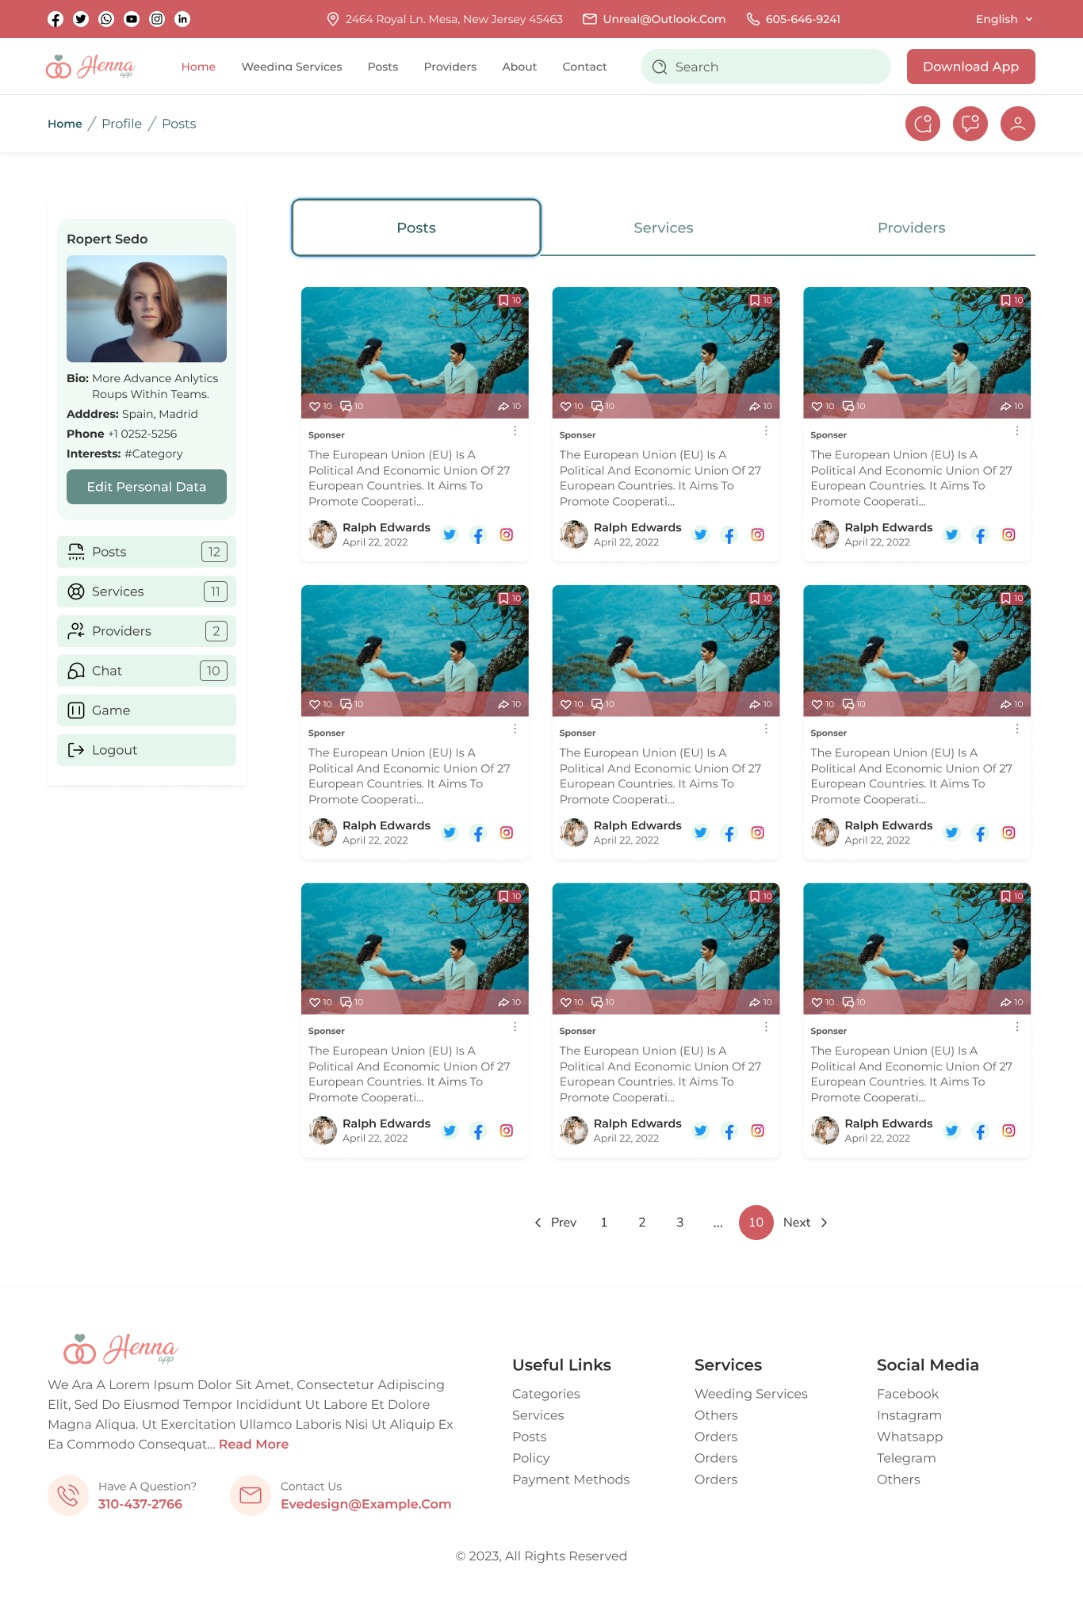 2464 Royal Ln. Mesa, New Jersey 45463 Unreal@Outlook.Com 605-646-9241 English
Henna app Home Weeding Services Posts Providers About Contact Search Download App
Home / Profile / Posts
Ropert Sedo
Bio: More Advance Anlytics
Roups Within Teams.
Adddres: Spain, Madrid
Phone +1 0252-5256
Interests: #Category
Edit Personal Data
Posts 12
Services 11
Providers 2
Chat 10
Game
Logout
Posts Services Providers
10 10 10
10 10 10 10 10 10 10 10 10
Sponser Sponser Sponser
The European Union (EU) Is A The European Union (EU) Is A The European Union (EU) Is A
Political And Economic Union Of 27 Political And Economic Union Of 27 Political And Economic Union Of 27
European Countries. It Aims To European Countries. It Aims To European Countries. It Aims To
Promote Cooperati... Promote Cooperati... Promote Cooperati...
Ralph Edwards Ralph Edwards Ralph Edwards
April 22, 2022 April 22, 2022 April 22, 2022
10 10 10
10 10 10 10 10 10 10 10 10
Sponser Sponser Sponser
The European Union (EU) Is A The European Union (EU) Is A The European Union (EU) Is A
Political And Economic Union Of 27 Political And Economic Union Of 27 Political And Economic Union Of 27
European Countries. It Aims To European Countries. It Aims To European Countries. It Aims To
Promote Cooperati... Promote Cooperati... Promote Cooperati...
Ralph Edwards Ralph Edwards Ralph Edwards
April 22, 2022 April 22, 2022 April 22, 2022
10 10 10
10 10 10 10 10 10 10 10 10
Sponser Sponser Sponser
The European Union (EU) Is A The European Union (EU) Is A The European Union (EU) Is A
Political And Economic Union Of 27 Political And Economic Union Of 27 Political And Economic Union Of 27
European Countries. It Aims To European Countries. It Aims To European Countries. It Aims To
Promote Cooperati... Promote Cooperati... Promote Cooperati...
Ralph Edwards Ralph Edwards Ralph Edwards
April 22, 2022 April 22, 2022 April 22, 2022
Prev 1 2 3 ... 10 Next
Henna app
We Ara A Lorem Ipsum Dolor Sit Amet, Consectetur Adipiscing
Elit, Sed Do Eiusmod Tempor Incididunt Ut Labore Et Dolore
Magna Aliqua. Ut Exercitation Ullamco Laboris Nisi Ut Aliquip Ex
Ea Commodo Consequat... Read More
Have A Question?
310-437-2766
Contact Us
Evedesign@Example.Com
Useful Links
Categories
Services
Posts
Policy
Payment Methods
Services
Weeding Services
Others
Orders
Orders
Orders
Social Media
Facebook
Instagram
Whatsapp
Telegram
Others
© 2023, All Rights Reserved